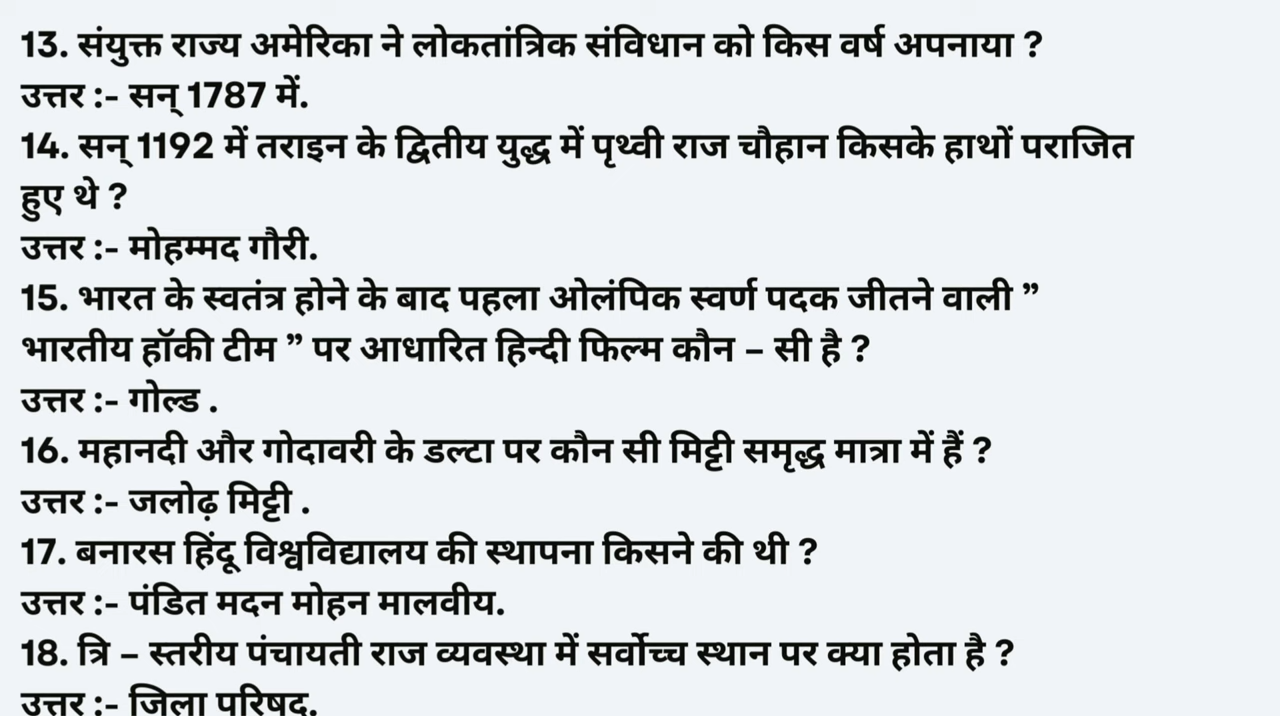 13. संयुक्त राज्य अमेरिका ने लोकतांत्रिक संविधान को किस वर्ष अपनाया ?
उत्तर :- सन् 1787 में.
14. सन् 1192 में तराइन के द्वितीय युद्ध में पृथ्वी राज चौहान किसके हाथों पराजित
हुए थे ?
उत्तर :- मोहम्मद गौरी.
15. भारत के स्वतंत्र होने के बाद पहला ओलंपिक स्वर्ण पदक जीतने वाली ”
भारतीय हॉकी टीम ” पर आधारित हिन्दी फिल्म कौन – सी है ?
उत्तर :- गोल्ड .
16. महानदी और गोदावरी के डल्टा पर कौन सी मिट्टी समृद्ध मात्रा में हैं ?
उत्तर :- जलोढ़ मिट्टी .
17. बनारस हिंदू विश्वविद्यालय की स्थापना किसने की थी ?
उत्तर :- पंडित मदन मोहन मालवीय.
18. त्रि – स्तरीय पंचायती राज व्यवस्था में सर्वोच्च स्थान पर क्या होता है ?
उत्तर :- जिला परिषद.